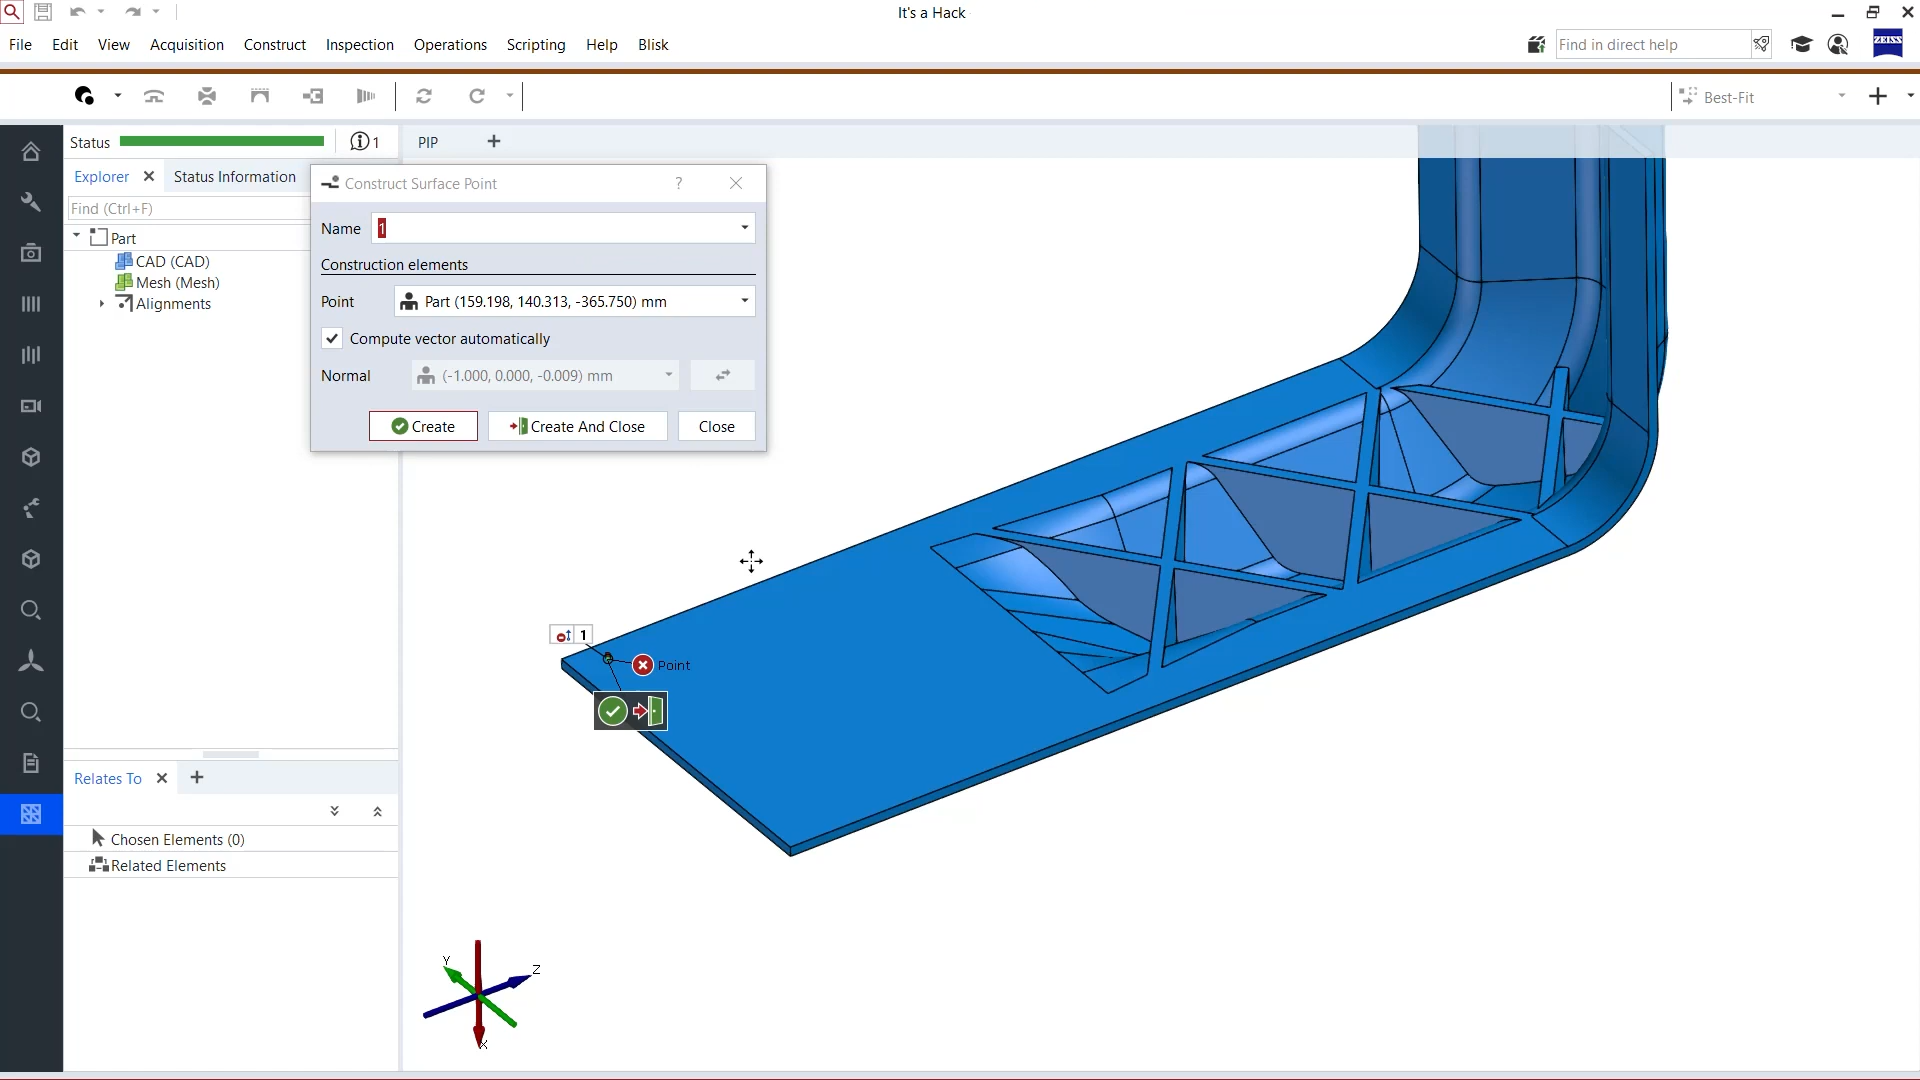 It's a Hack
File Edit View Acquisition Construct Inspection Operations Scripting Help Blisk
Find in direct help
ZEISS
Best-Fit
Status
1
PIP
Explorer
Status Information
Find (Ctrl+F)
Part
CAD (CAD)
Mesh (Mesh)
Alignments
Construct Surface Point
?
Name
1
Construction elements
Point
Part (159.198, 140.313, -365.750) mm
Compute vector automatically
Normal
(-1.000, 0.000, -0.009) mm
Create
Create And Close
Close
1
Point
Relates To
Chosen Elements (0)
Related Elements
Y
Z
X